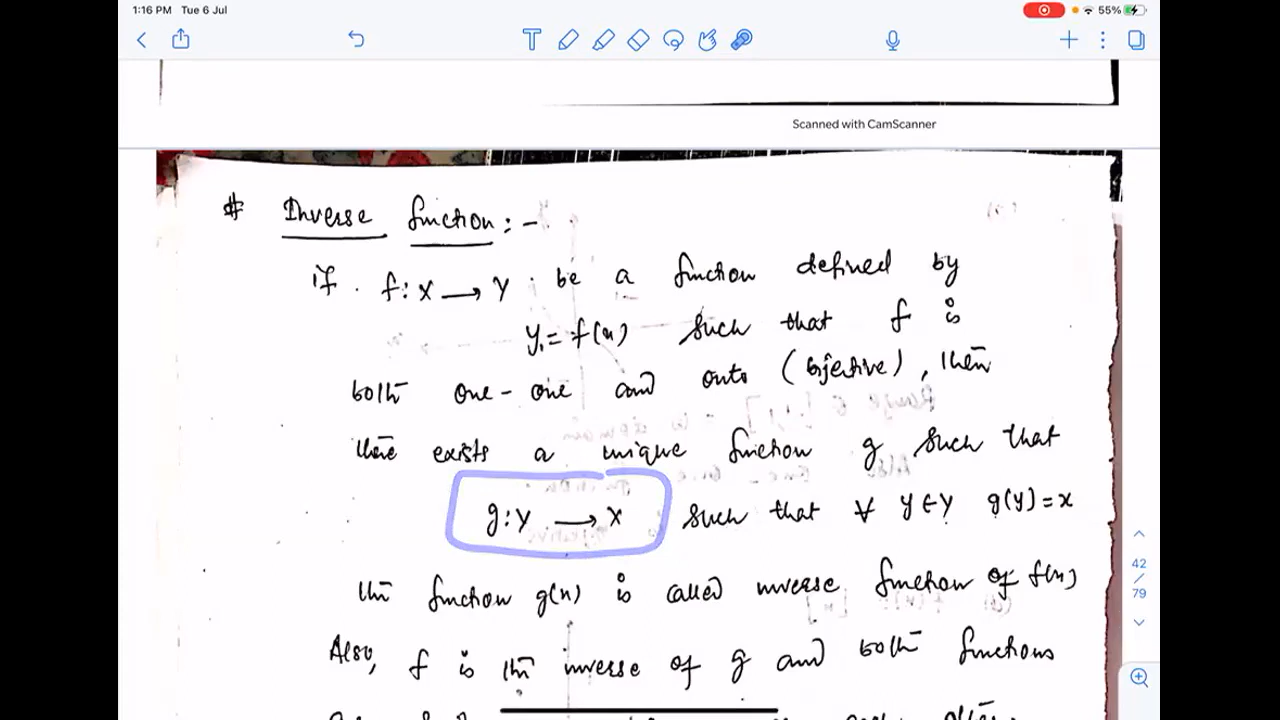 1:16 PM Tue 6 Jul
55%
Scanned with CamScanner
# Inverse function :-
if f: X → Y be a function defined by
y = f(x) such that f is
both one-one and onto (bjective), then
there exists a unique function g such that
g: Y → X such that ∀ y ∈ Y g(y) = x
the function g(x) is called inverse function of f(x)
Also, f is the inverse of g and both functions
42
79